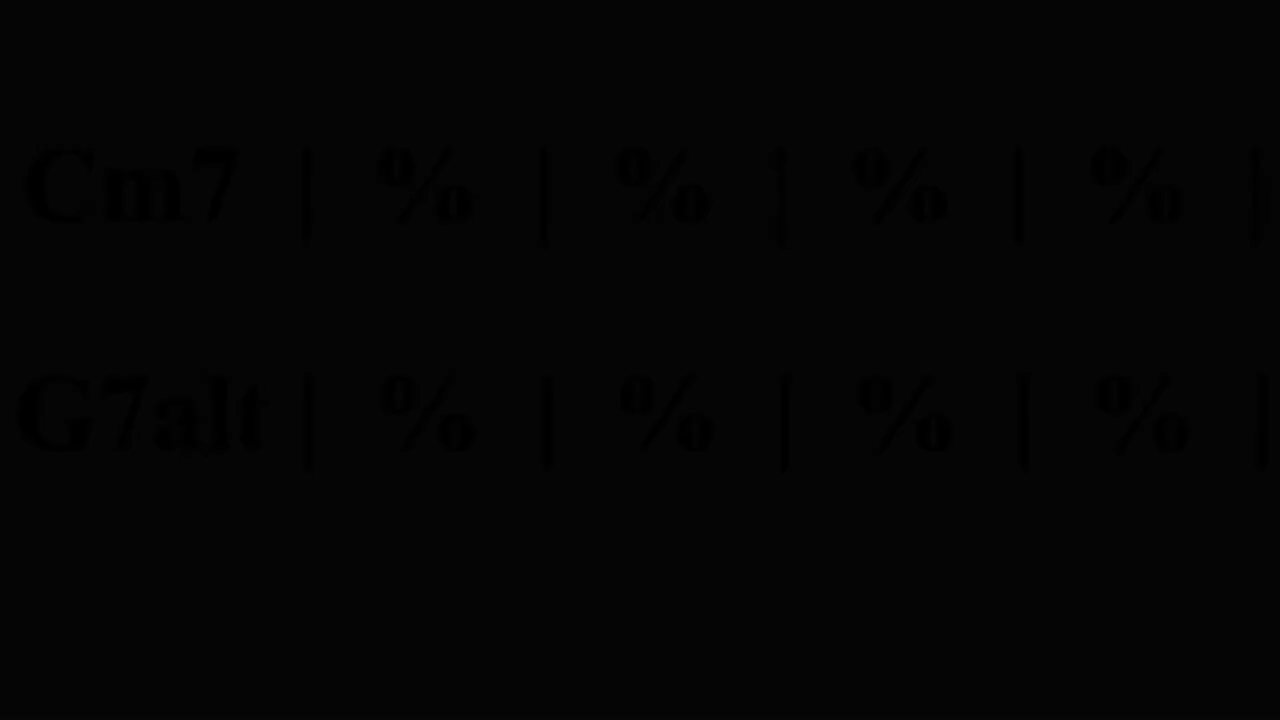 Cm7 | % | % | % | % |
G7alt | % | % | % | % |